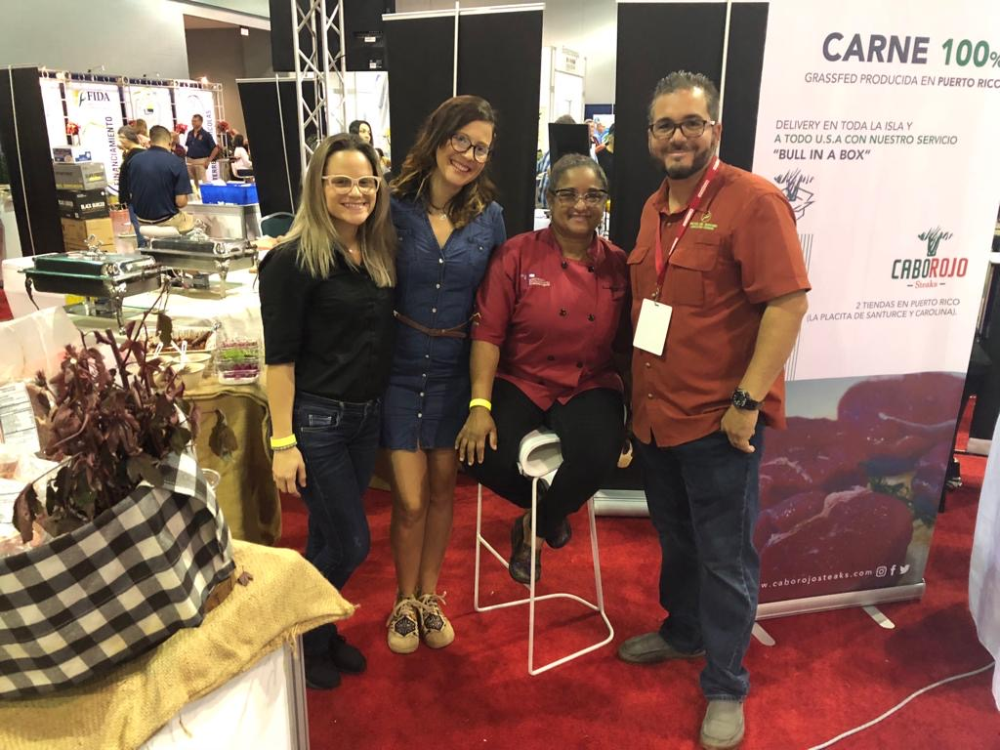 CARNE 100%
GRASSFED PRODUCIDA EN PUERTO RICO
DELIVERY EN TODA LA ISLA Y
A TODO U.S.A CON NUESTRO SERVICIO
"BULL IN A BOX"
CABOROJO
Steaks
2 TIENDAS EN PUERTO RICO
(LA PLACITA DE SANTURCE Y CAROLINA).
www.caborojosteaks.com
FIDA
FINANCIAMIENTO